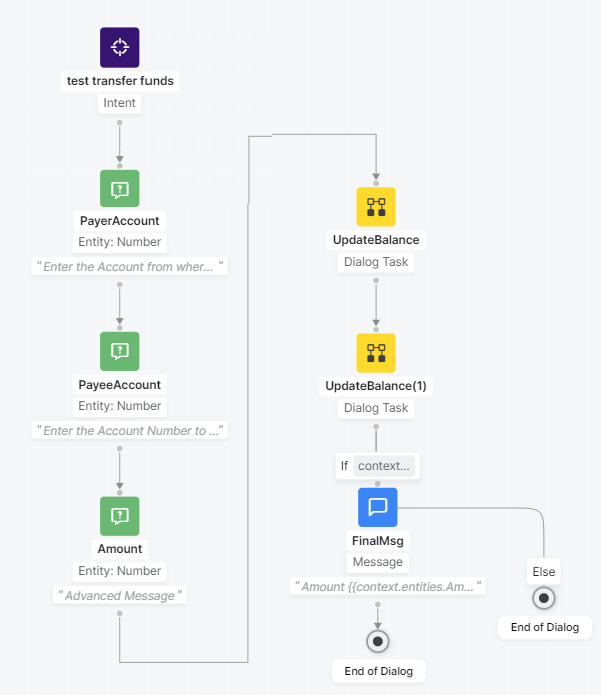 test transfer funds
Intent
PayerAccount
Entity: Number
"Enter the Account from wher... "
PayeeAccount
Entity: Number
"Enter the Account Number to ..."
Amount
Entity: Number
"Advanced Message"
UpdateBalance
Dialog Task
UpdateBalance(1)
Dialog Task
If context...
FinalMsg
Message
"Amount {{context.entities.Am..."
End of Dialog
Else
End of Dialog